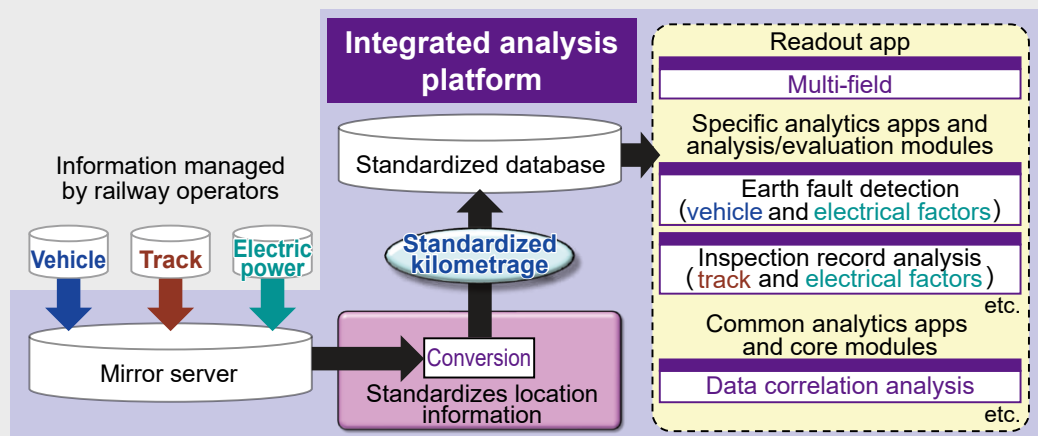 Integrated analysis
platform
Information managed
by railway operators
Vehicle
Track
Electric
power
Mirror server
Conversion
Standardizes location
information
Standardized
kilometrage
Standardized database
Readout app
Multi-field
Specific analytics apps and
analysis/evaluation modules
Earth fault detection
(vehicle and electrical factors)
Inspection record analysis
(track and electrical factors)
etc.
Common analytics apps
and core modules
Data correlation analysis
etc.